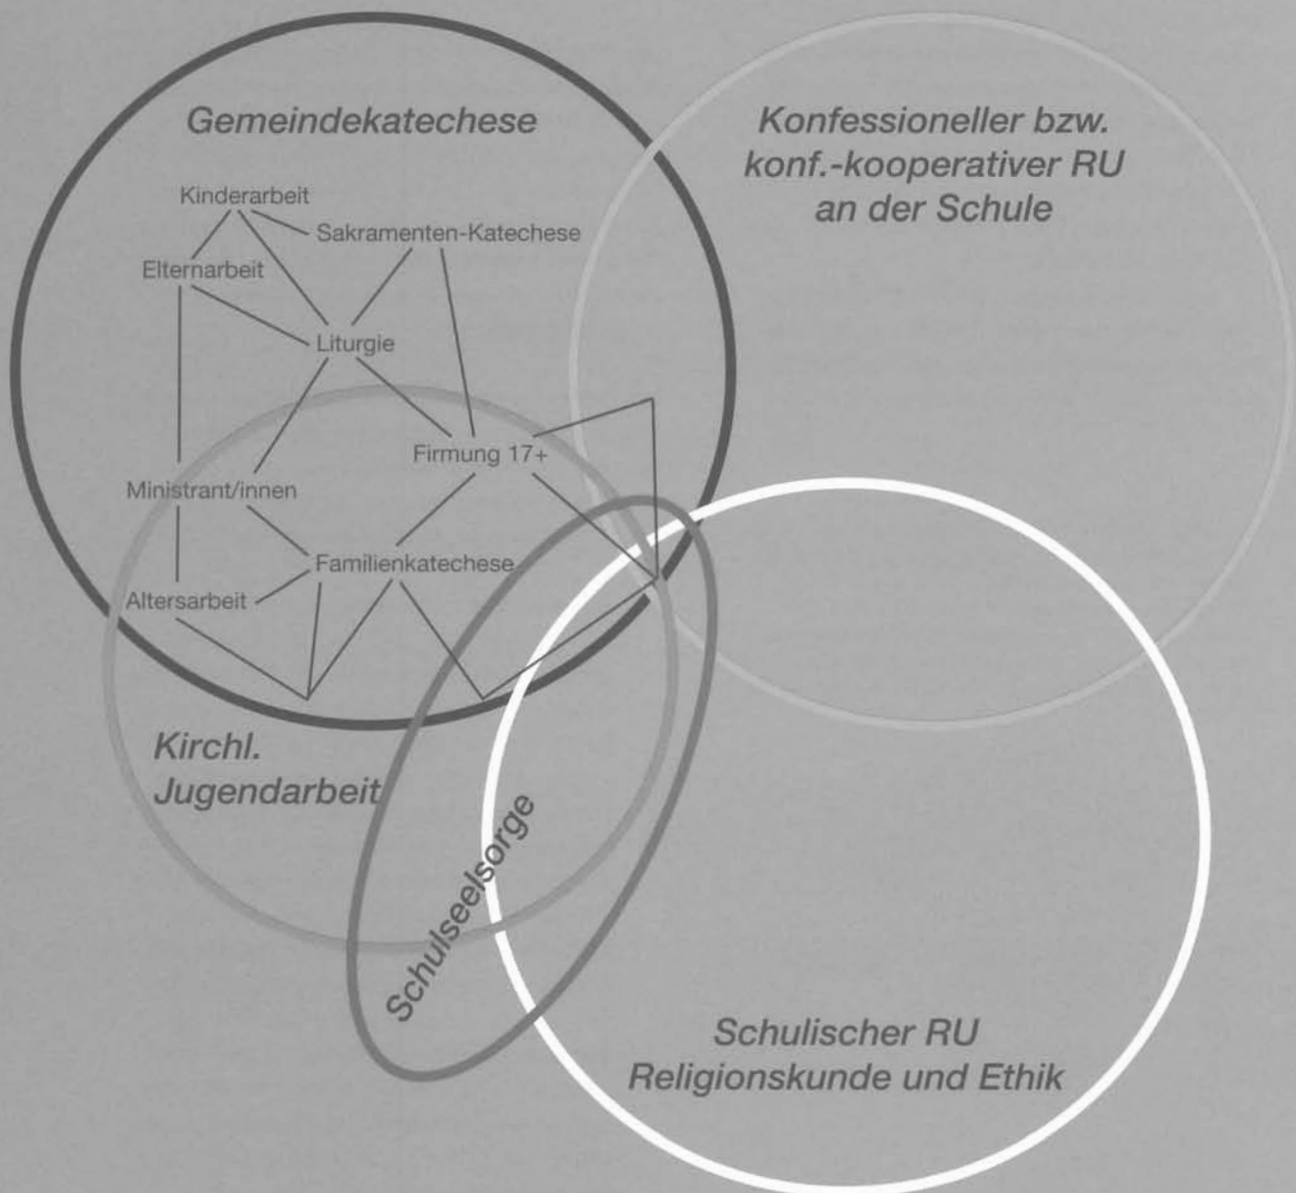 Gemeindekatechese
Konfessioneller bzw.
konf.-kooperativer RU
an der Schule
Kinderarbeit
Sakramenten-Katechese
Elternarbeit
Liturgie
Firmung 17+
Ministrant/innen
Familienkatechese
Altersarbeit
Kirchl.
Jugendarbeit
Schulseelsorge
Schulischer RU
Religionskunde und Ethik